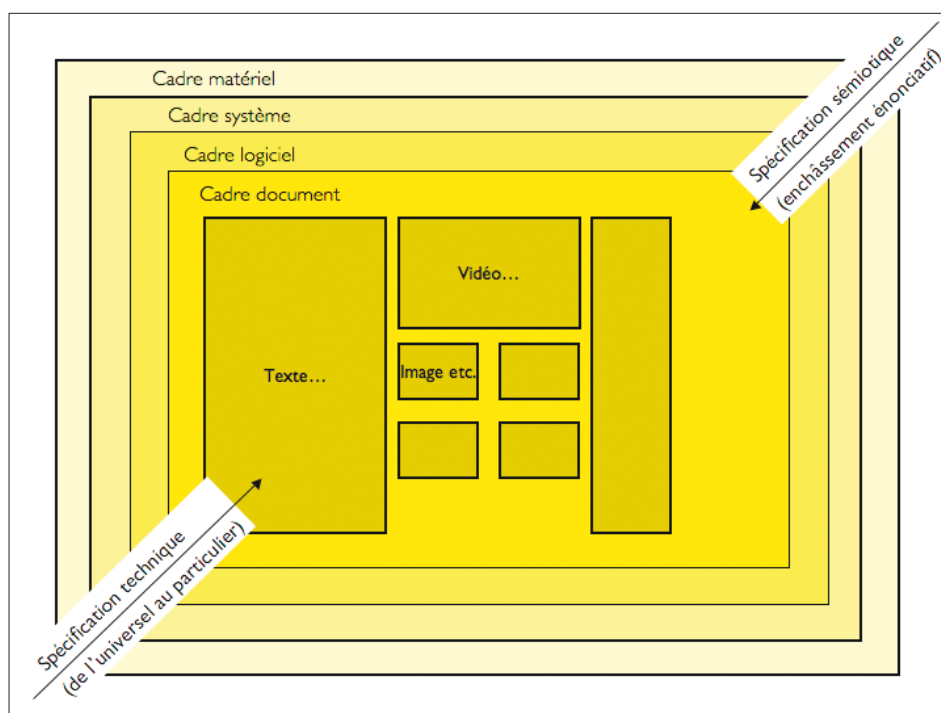 Cadre matériel
Cadre système
Cadre logiciel
Cadre document
Texte…
Vidéo…
Image etc.
Spécification sémiotique
(enchâssement énonciatif)
Spécification technique
(de l'universel au particulier)